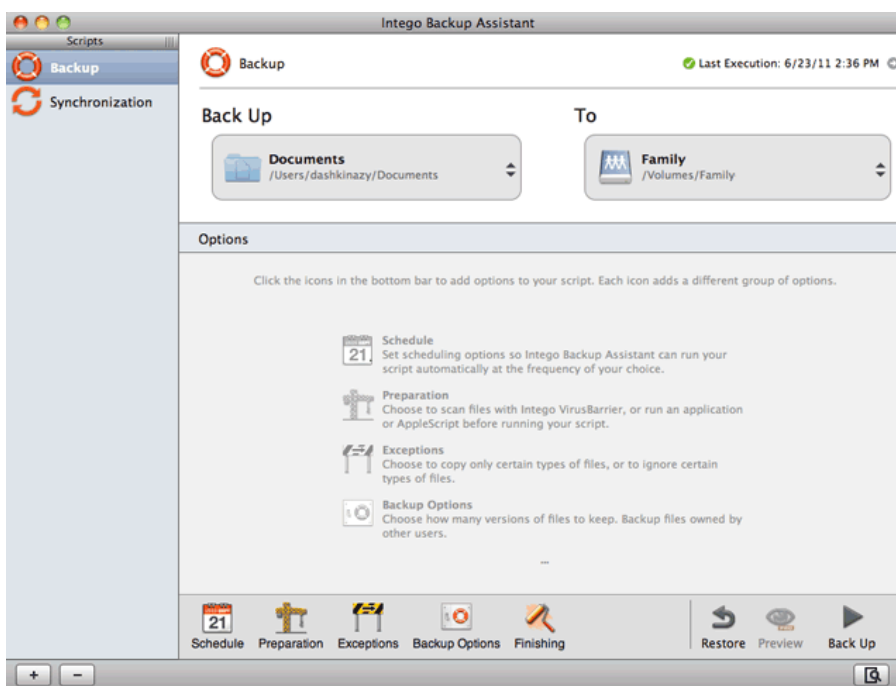 Intego Backup Assistant
Scripts
Backup
Synchronization
Backup
Last Execution: 6/23/11 2:36 PM
Back Up
To
Documents
/Users/dashkinazy/Documents
Family
/Volumes/Family
Options
Click the icons in the bottom bar to add options to your script. Each icon adds a different group of options.
21
Schedule
Set scheduling options so Intego Backup Assistant can run your
script automatically at the frequency of your choice.
Preparation
Choose to scan files with Intego VirusBarrier, or run an application
or AppleScript before running your script.
Exceptions
Choose to copy only certain types of files, or to ignore certain
types of files.
Backup Options
Choose how many versions of files to keep. Backup files owned by
other users.
...
21
Schedule
Preparation
Exceptions
Backup Options
Finishing
Restore
Preview
Back Up
+
-